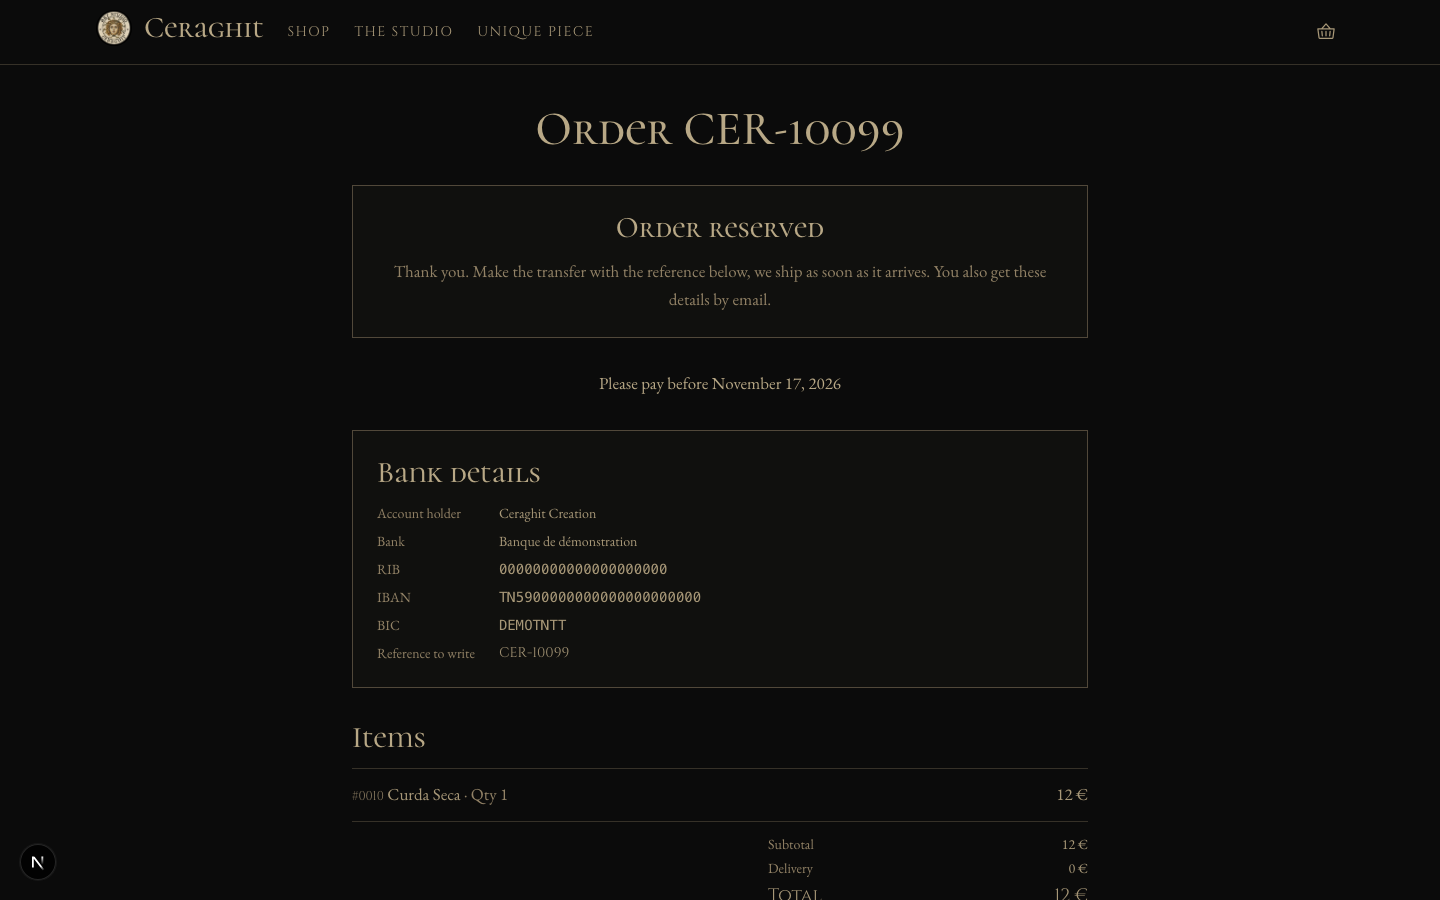 Ceraghit SHOP THE STUDIO UNIQUE PIECE
Order CER-10099
Order reserved
Thank you. Make the transfer with the reference below, we ship as soon as it arrives. You also get these
details by email.
Please pay before November 17, 2026
Bank details
Account holder Ceraghit Creation
Bank Banque de démonstration
RIB 00000000000000000000
IBAN TN5900000000000000000000
BIC DEMOTNTT
Reference to write CER-10099
Items
#0010 Curda Seca · Qty 1 12 €
Subtotal 12 €
Delivery 0 €
Total 12 €
N